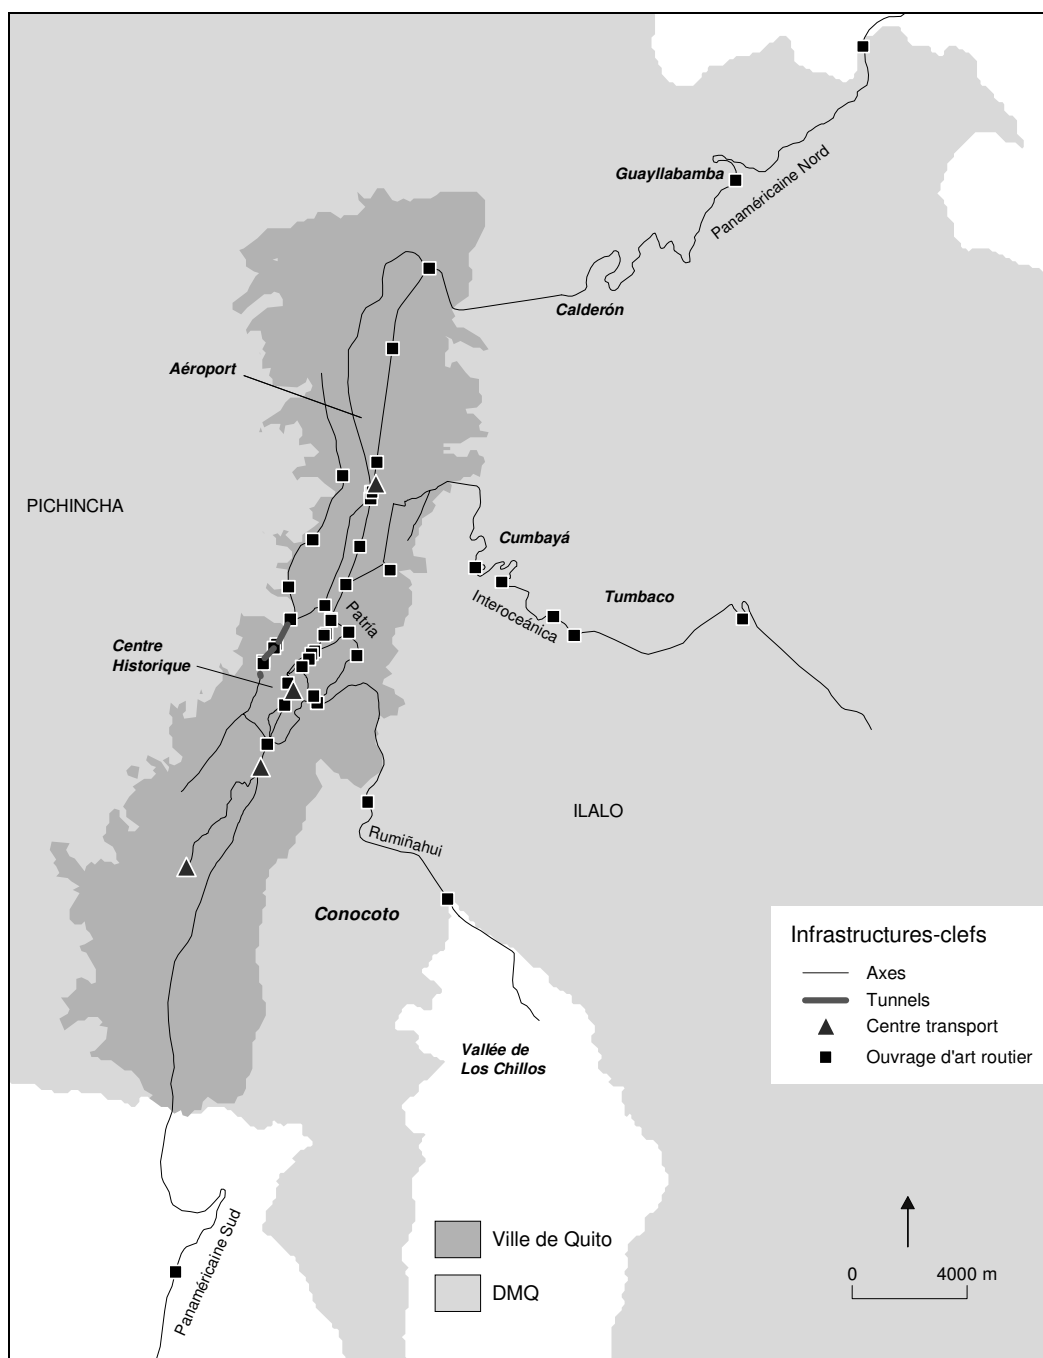 Guayllabamba
Panaméricaine Nord
Calderón
Aéroport
PICHINCHA
Cumbayá
Interoceánica
Tumbaco
Patría
Centre
Historique
ILALO
Rumiñahui
Conocoto
Vallée de
Los Chillos
Panaméricaine Sud
Infrastructures-clefs
Axes
Tunnels
Centre transport
Ouvrage d'art routier
Ville de Quito
DMQ
0 4000 m